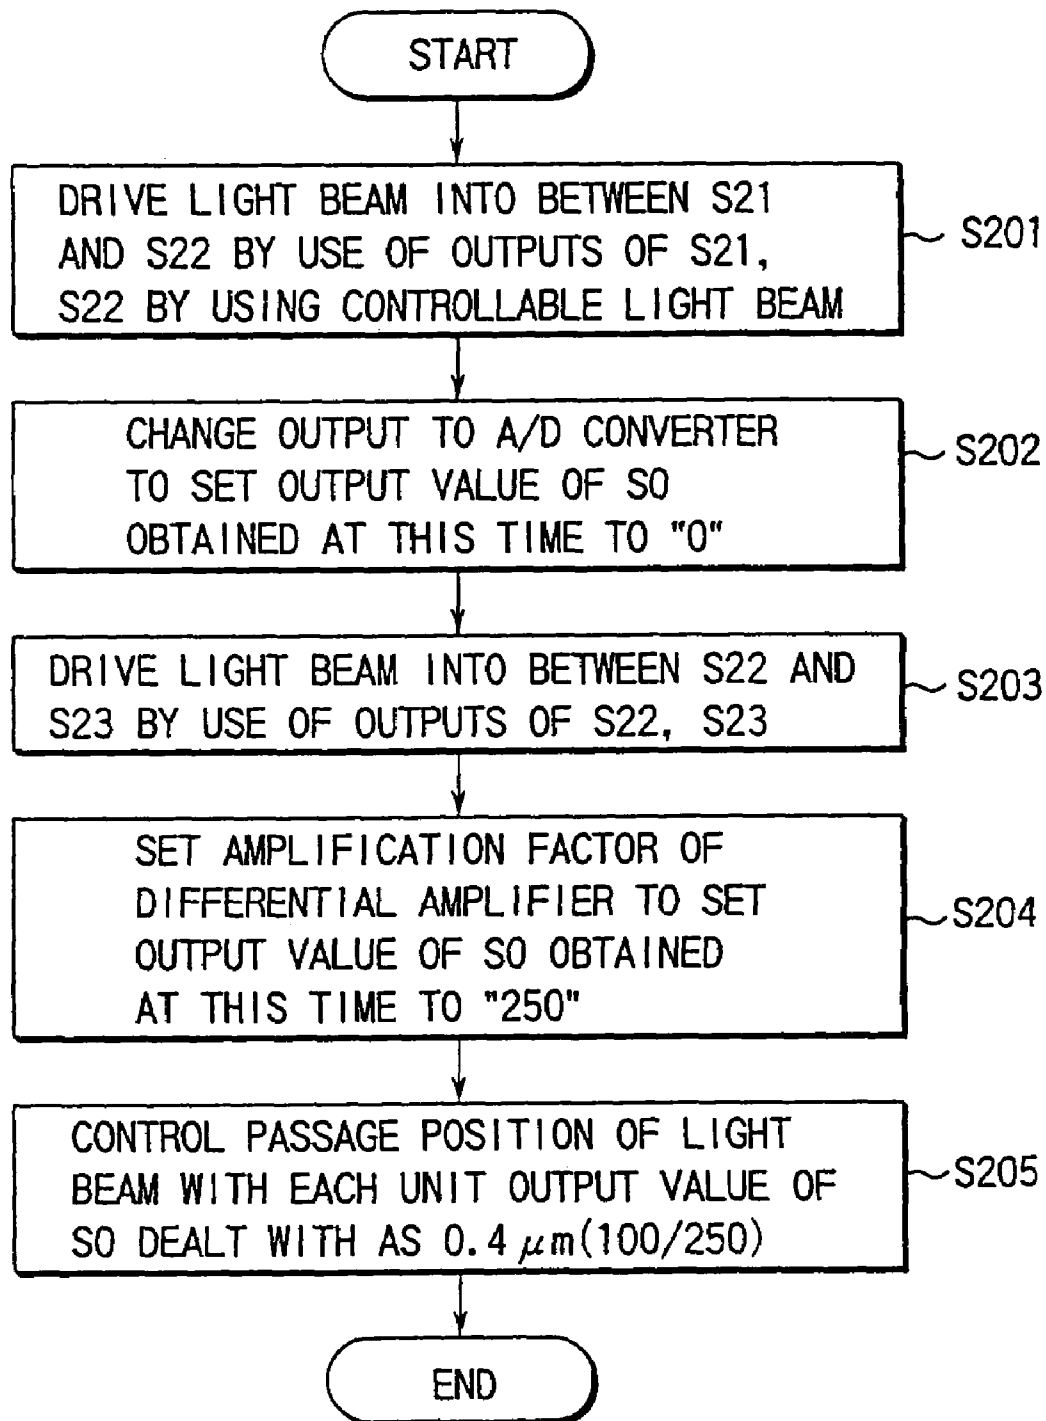 START
DRIVE LIGHT BEAM INTO BETWEEN S21
AND S22 BY USE OF OUTPUTS OF S21,
S22 BY USING CONTROLLABLE LIGHT BEAM
S201
CHANGE OUTPUT TO A/D CONVERTER
TO SET OUTPUT VALUE OF SO
OBTAINED AT THIS TIME TO "0"
S202
DRIVE LIGHT BEAM INTO BETWEEN S22 AND
S23 BY USE OF OUTPUTS OF S22, S23
S203
SET AMPLIFICATION FACTOR OF
DIFFERENTIAL AMPLIFIER TO SET
OUTPUT VALUE OF SO OBTAINED
AT THIS TIME TO "250"
S204
CONTROL PASSAGE POSITION OF LIGHT
BEAM WITH EACH UNIT OUTPUT VALUE OF
SO DEALT WITH AS 0.4 μm(100/250)
S205
END